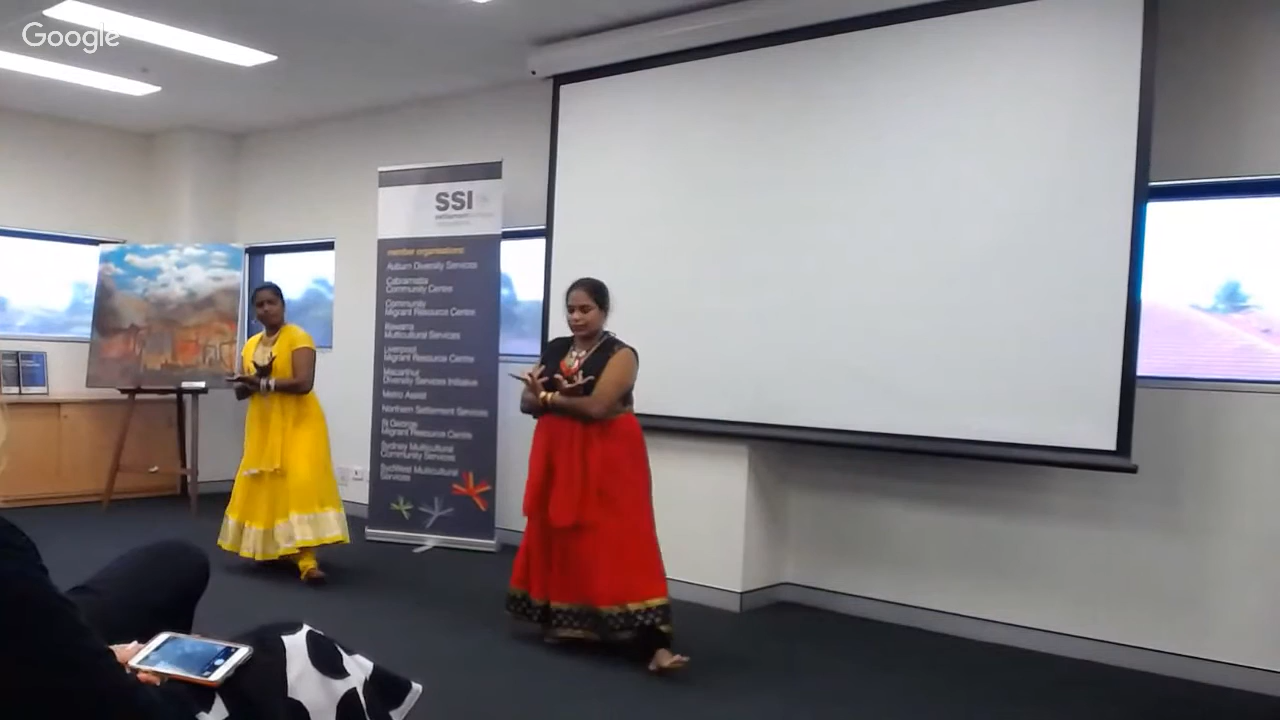 Google
SSI
settlement
member organisations
Auburn Diversity Services
Cabramatta
Community Centre
Community
Migrant Resource Centre
Illawarra
Multicultural Services
Liverpool
Migrant Resource Centre
Macarthur
Diversity Services Initiative
Metro Assist
Northern Settlement Services
St George
Migrant Resource Centre
Sydney Multicultural
Community Services
SydWest Multicultural
Services